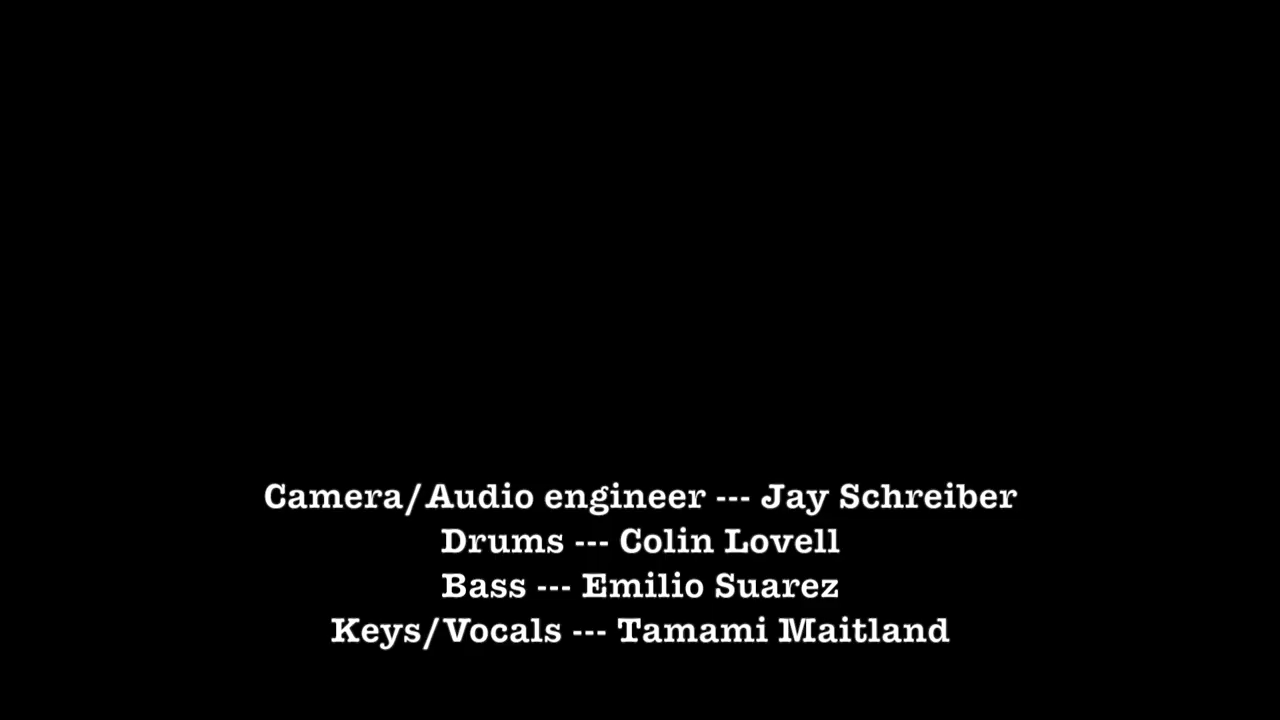 Camera/Audio engineer --- Jay Schreiber
Drums --- Colin Lovell
Bass --- Emilio Suarez
Keys/Vocals --- Tamami Maitland